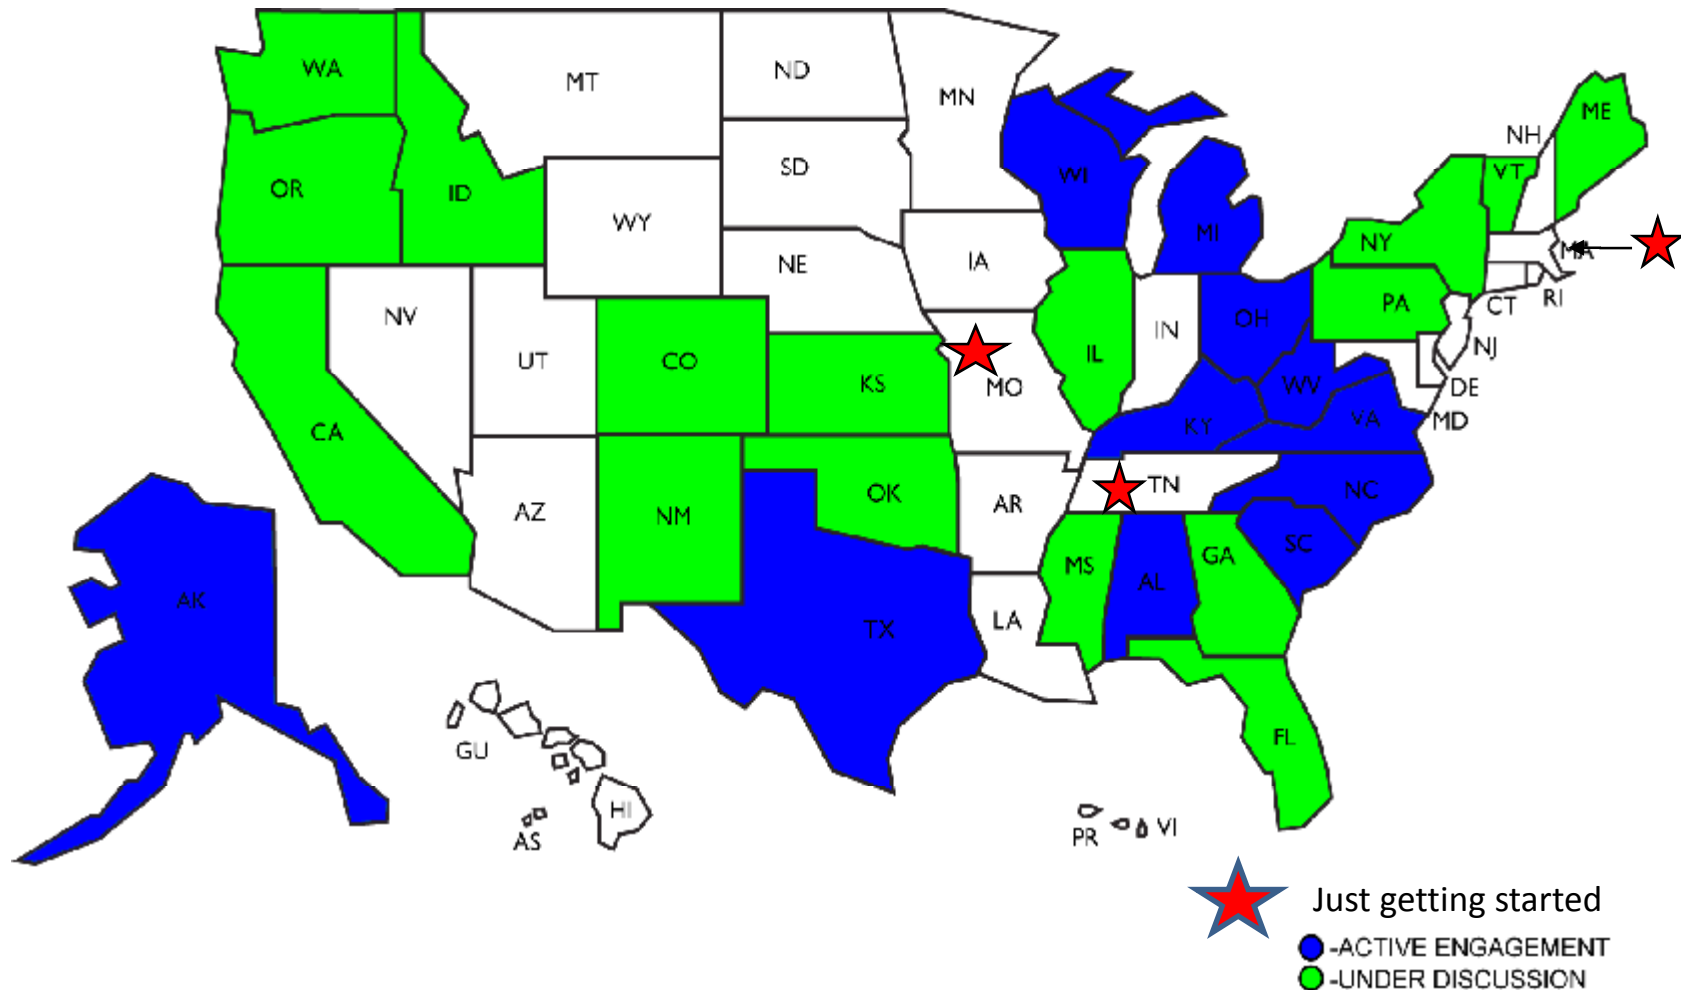 WA
MT
ND
MN
ME
NH
OR
ID
SD
WI
VT
WY
MI
NY
MA
NE
IA
NV
PA
CT
RI
UT
CO
KS
MO
IL
IN
OH
NJ
DE
CA
KY
WV
VA
MD
AZ
NM
OK
AR
TN
NC
MS
AL
GA
SC
AK
TX
LA
GU
FL
HI
AS
PR
VI
Just getting started
-ACTIVE ENGAGEMENT
-UNDER DISCUSSION